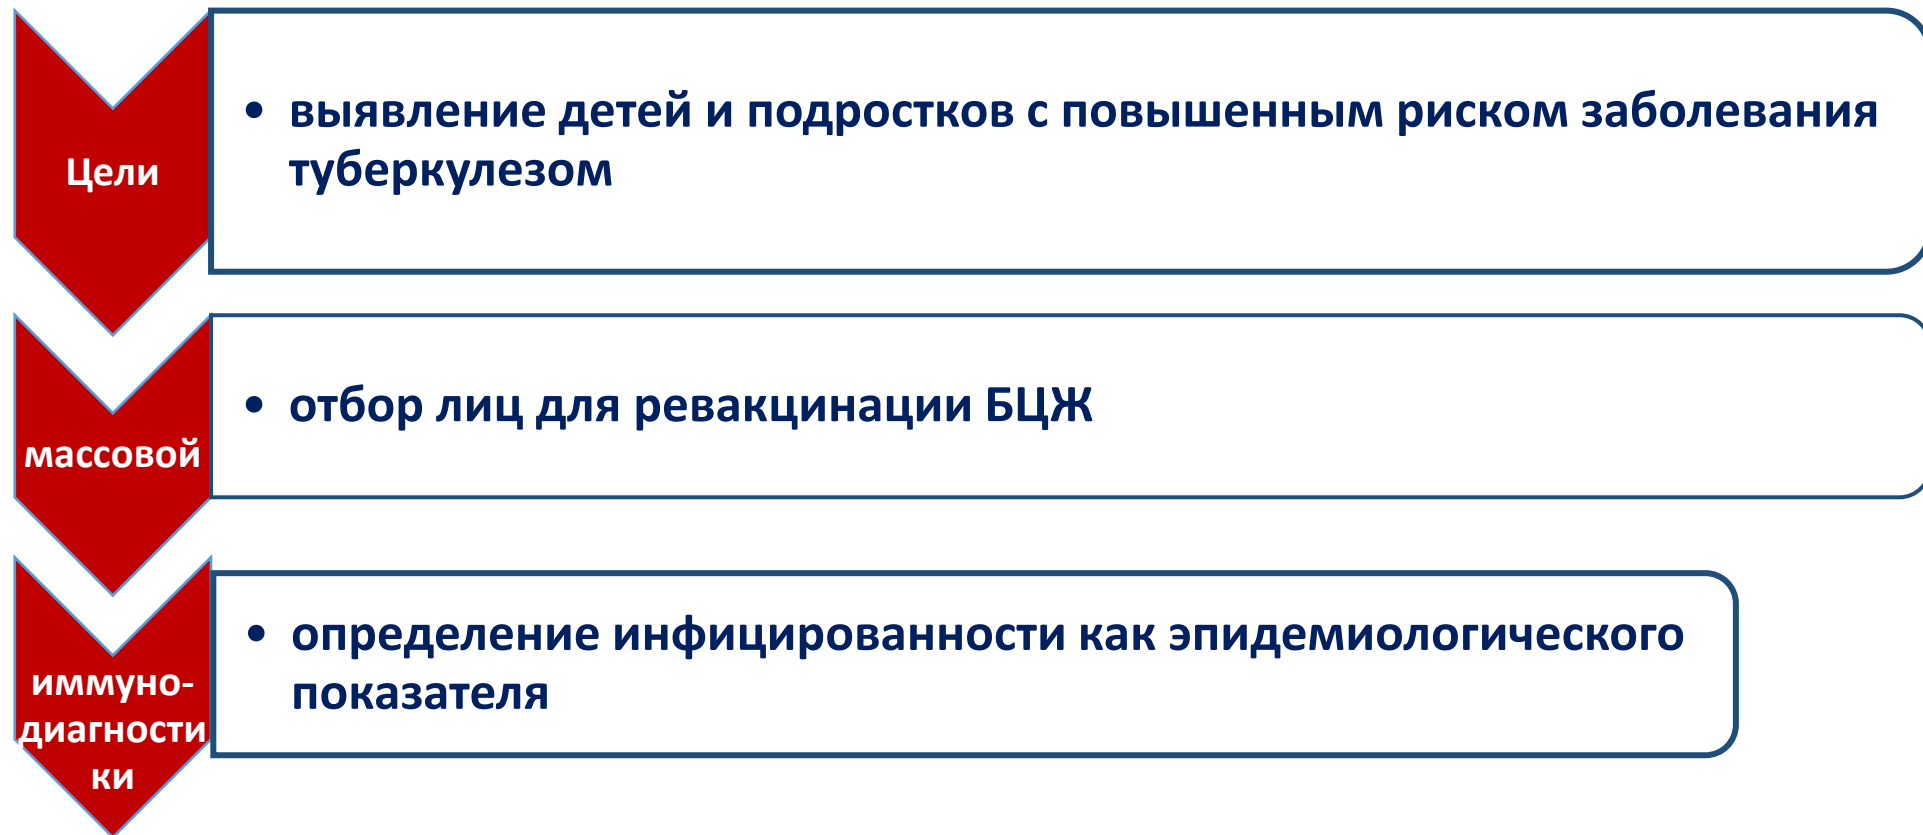 Цели
• выявление детей и подростков с повышенным риском заболевания
туберкулезом
массовой
• отбор лиц для ревакцинации БЦЖ
иммуно-
диагности
ки
• определение инфицированности как эпидемиологического
показателя